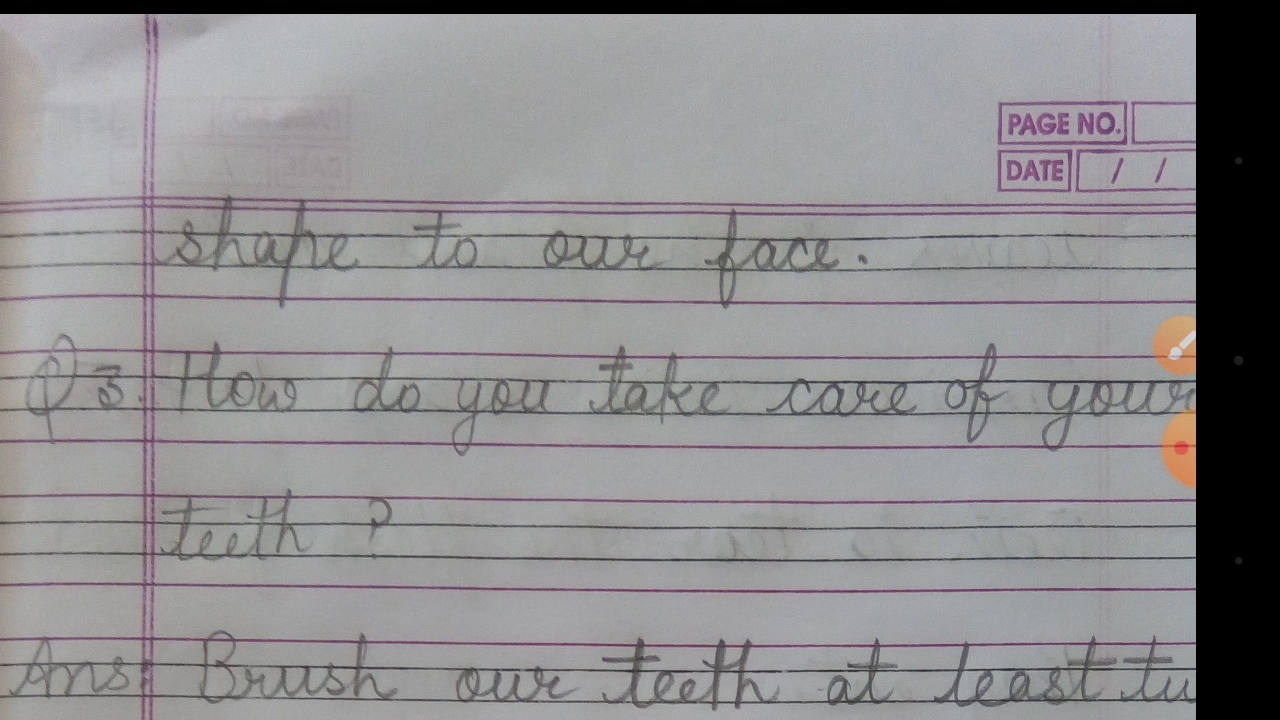 PAGE NO.
DATE / /
shape to our face.
Q 3. How do you take care of your
teeth ?
Ans Brush our teeth at least